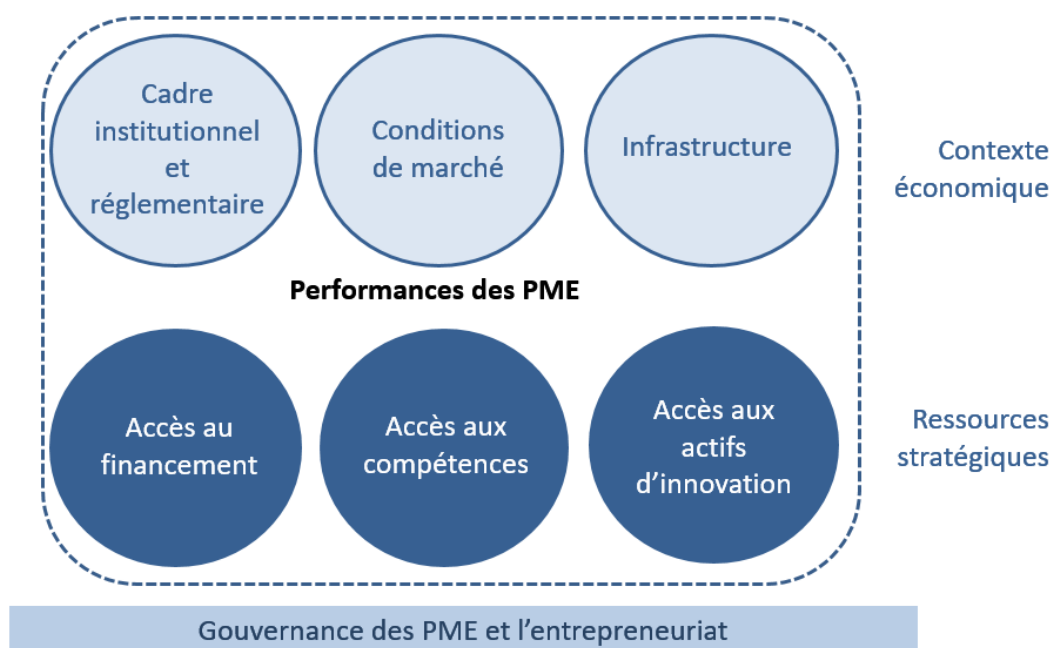 Cadre
institutionnel
et
réglementaire
Conditions
de marché
Infrastructure
Contexte
économique
Performances des PME
Accès au
financement
Accès aux
compétences
Accès aux
actifs
d’innovation
Ressources
stratégiques
Gouvernance des PME et l’entrepreneuriat